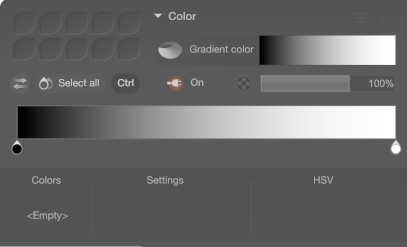 Color
Gradient color
Select all Ctrl On 100%
Colors Settings HSV
<Empty>